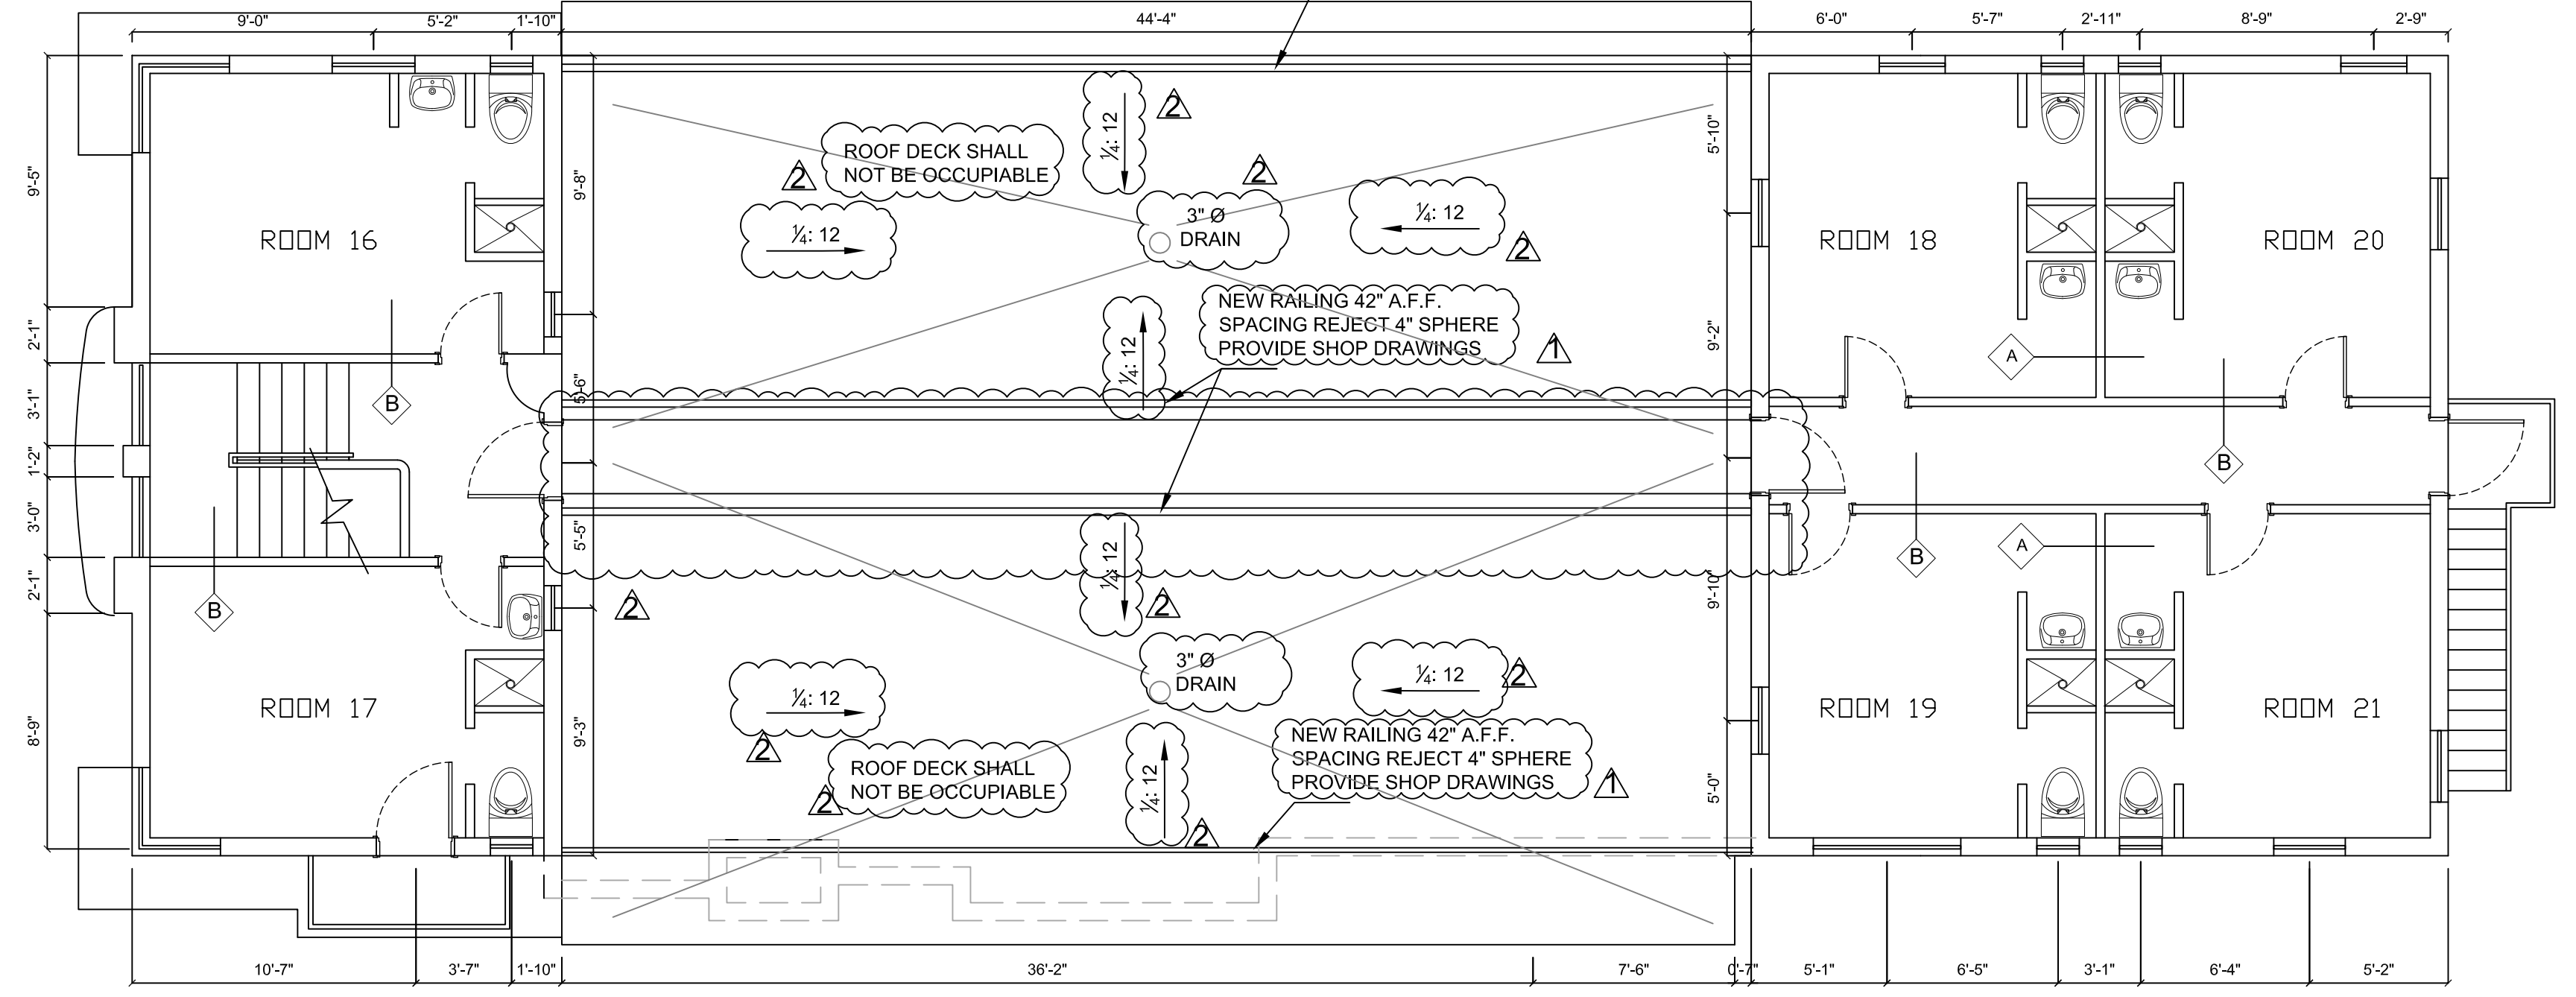 9'-0" 5'-2" 1'-10" 44'-4" 6'-0" 5'-7" 2'-11" 8'-9" 2'-9"
9'-5"
2'-1"
3'-1"
1'-2"
3'-0"
2'-1"
8'-9"
ROOM 16
B
B
ROOM 17
9'-8"
5'-6"
5'-5"
9'-3"
¼: 12
2
ROOF DECK SHALL
NOT BE OCCUPIABLE
2
2
3" Ø
DRAIN
¼: 12
¼: 12
2
NEW RAILING 42" A.F.F.
SPACING REJECT 4" SPHERE
PROVIDE SHOP DRAWINGS
1
¼: 12
2
¼: 12
2
3" Ø
DRAIN
¼: 12
2
¼: 12
2
ROOF DECK SHALL
NOT BE OCCUPIABLE
2
¼: 12
2
NEW RAILING 42" A.F.F.
SPACING REJECT 4" SPHERE
PROVIDE SHOP DRAWINGS
1
5'-10"
9'-2"
9'-10"
5'-0"
ROOM 18
ROOM 20
A
B
A
B
ROOM 19
ROOM 21
10'-7" 3'-7" 1'-10" 36'-2" 7'-6" 0'-7" 5'-1" 6'-5" 3'-1" 6'-4" 5'-2"